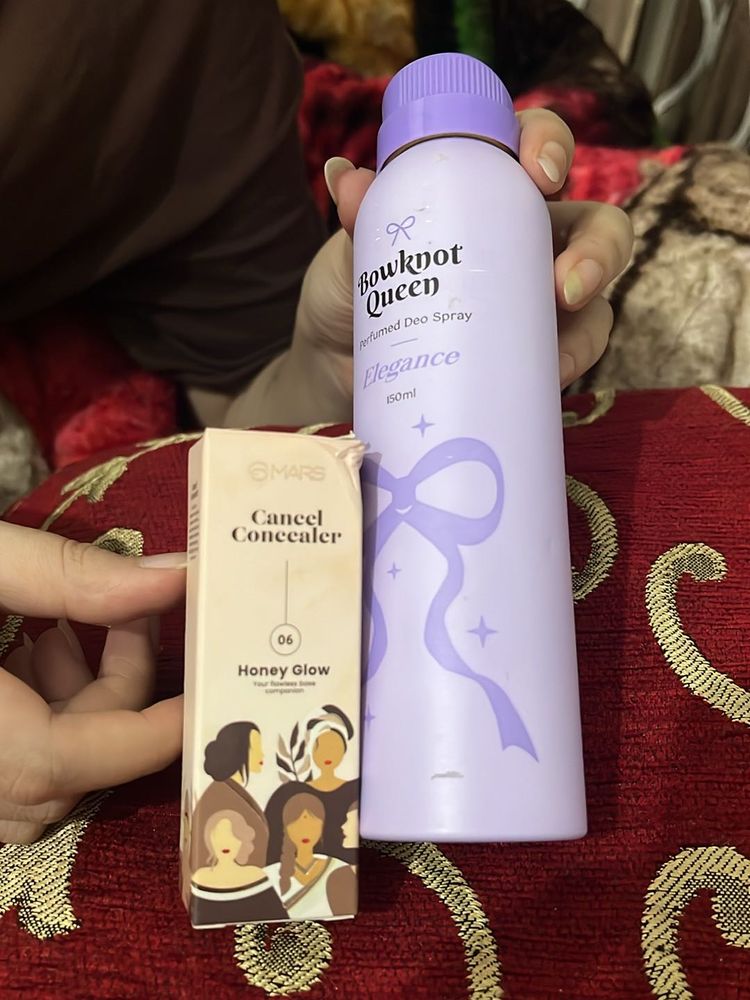 Bowknot
Queen
Perfumed Deo Spray
Elegance
150ml
MARS
Cancel
Concealer
06
Honey Glow
Your flawless base
companion